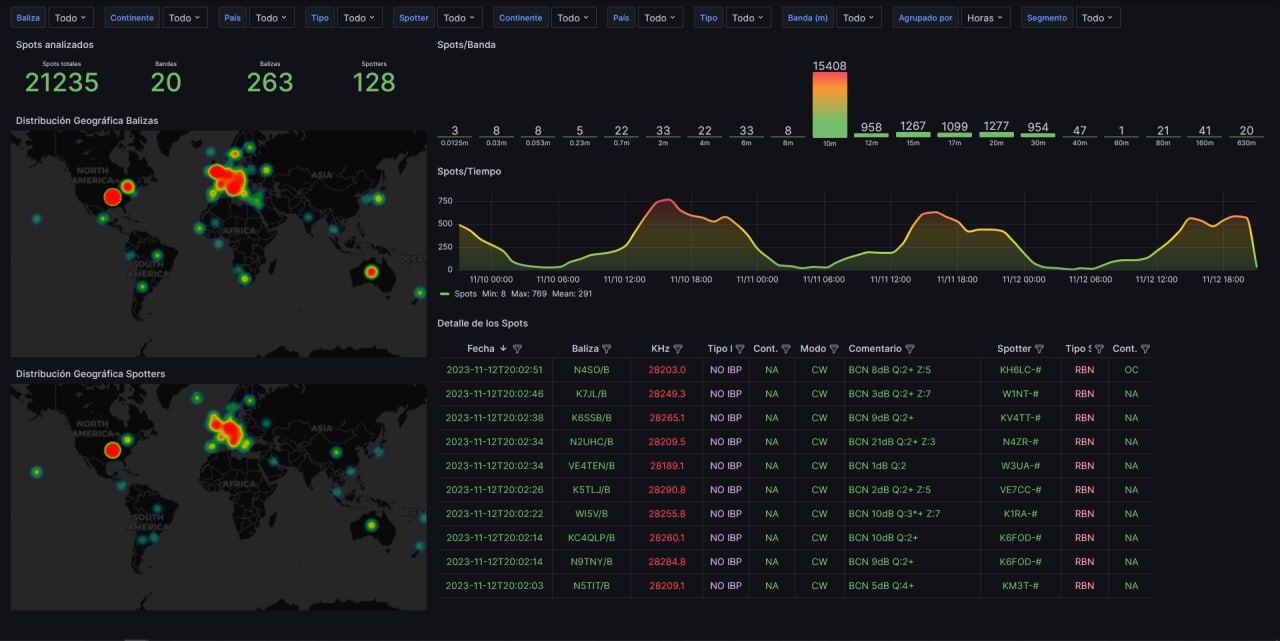 Baliza Todo Continente Todo País Todo Tipo Todo Spotter Todo Continente Todo País Todo Tipo Todo Banda (m) Todo Agrupado por Horas Segmento Todo
Spots analizados
Spots totales Bandas Balizas Spotters
21235 20 263 128
Spots/Banda
3 8 8 5 22 33 22 33 8 15408 958 1267 1099 1277 954 47 1 21 41 20
0.0125m 0.03m 0.053m 0.23m 0.7m 2m 4m 6m 8m 10m 12m 15m 17m 20m 30m 40m 60m 80m 160m 630m
Distribución Geográfica Balizas
NORTH
AMERICA
ASIA
AFRICA
SOUTH
AMERICA
OCEA
Spots/Tiempo
750
500
250
0
11/10 00:00 11/10 06:00 11/10 12:00 11/10 18:00 11/11 00:00 11/11 06:00 11/11 12:00 11/11 18:00 11/12 00:00 11/12 06:00 11/12 12:00 11/12 18:00
Spots Min: 8 Max: 769 Mean: 291
Distribución Geográfica Spotters
NORTH
AMERICA
ASIA
AFRICA
SOUTH
AMERICA
OCEA
Detalle de los Spots
Fecha Baliza KHz Tipo I Cont. Modo Comentario Spotter Tipo S Cont.
2023-11-12T20:02:51 N4SO/B 28203.0 NO IBP NA CW BCN 8dB Q:2+ Z:5 KH6LC-# RBN OC
2023-11-12T20:02:46 K7JL/B 28249.3 NO IBP NA CW BCN 3dB Q:2+ Z:7 W1NT-# RBN NA
2023-11-12T20:02:38 K6SSB/B 28265.1 NO IBP NA CW BCN 9dB Q:2+ KV4TT-# RBN NA
2023-11-12T20:02:34 N2UHC/B 28209.5 NO IBP NA CW BCN 21dB Q:2+ Z:3 N4ZR-# RBN NA
2023-11-12T20:02:34 VE4TEN/B 28189.1 NO IBP NA CW BCN 1dB Q:2 W3UA-# RBN NA
2023-11-12T20:02:26 K5TLJ/B 28290.8 NO IBP NA CW BCN 2dB Q:2+ Z:5 VE7CC-# RBN NA
2023-11-12T20:02:22 WI5V/B 28255.8 NO IBP NA CW BCN 10dB Q:3*+ Z:7 K1RA-# RBN NA
2023-11-12T20:02:14 KC4QLP/B 28260.1 NO IBP NA CW BCN 10dB Q:2+ K6FOD-# RBN NA
2023-11-12T20:02:14 N9TNY/B 28284.8 NO IBP NA CW BCN 9dB Q:2+ K6FOD-# RBN NA
2023-11-12T20:02:03 N5TIT/B 28209.1 NO IBP NA CW BCN 5dB Q:4+ KM3T-# RBN NA